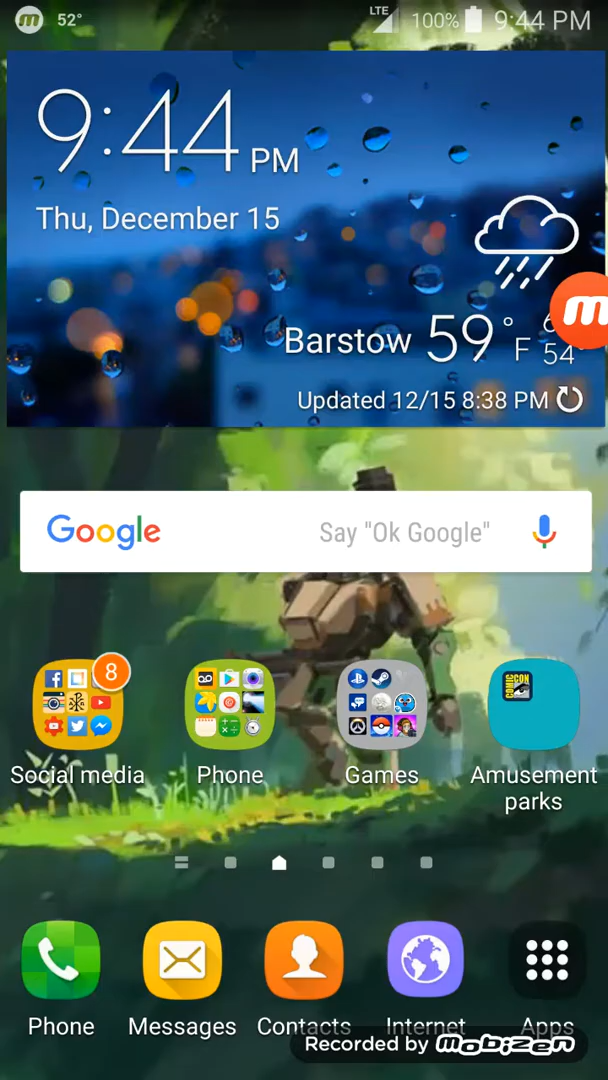 52°
LTE
100%
9:44 PM
9:44 PM
Thu, December 15
Barstow 59°F
54°
Updated 12/15 8:38 PM
Google
Say "Ok Google"
8
COMIC CON
Social media
Phone
Games
Amusement
parks
Phone
Messages
Contacts
Internet
Apps
Recorded by mobizen